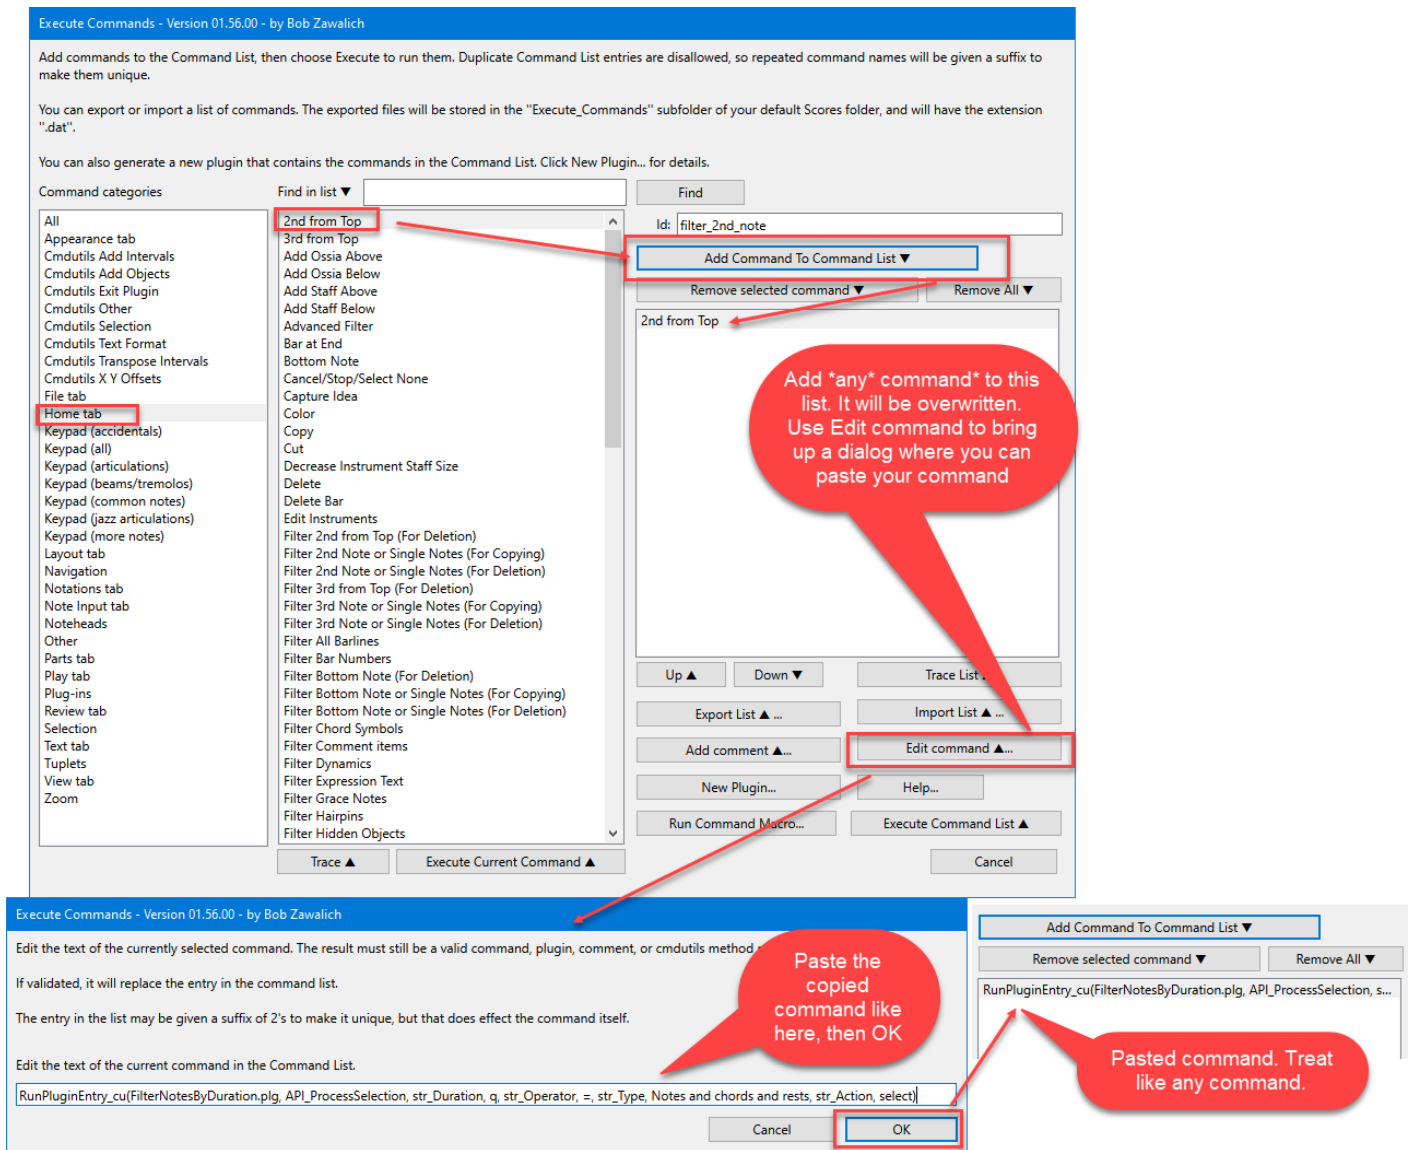 Execute Commands - Version 01.56.00 - by Bob Zawalich
Add commands to the Command List, then choose Execute to run them. Duplicate Command List entries are disallowed, so repeated command names will be given a suffix to
make them unique.
You can export or import a list of commands. The exported files will be stored in the "Execute_Commands" subfolder of your default Scores folder, and will have the extension
".dat".
You can also generate a new plugin that contains the commands in the Command List. Click New Plugin... for details.
Command categories
Find in list ▼
Find
All
Appearance tab
Cmdutils Add Intervals
Cmdutils Add Objects
Cmdutils Exit Plugin
Cmdutils Other
Cmdutils Selection
Cmdutils Text Format
Cmdutils Transpose Intervals
Cmdutils X Y Offsets
File tab
Home tab
Keypad (accidentals)
Keypad (all)
Keypad (articulations)
Keypad (beams/tremolos)
Keypad (common notes)
Keypad (jazz articulations)
Keypad (more notes)
Layout tab
Navigation
Notations tab
Note Input tab
Noteheads
Other
Parts tab
Play tab
Plug-ins
Review tab
Selection
Text tab
Tuplets
View tab
Zoom
2nd from Top
3rd from Top
Add Ossia Above
Add Ossia Below
Add Staff Above
Add Staff Below
Advanced Filter
Bar at End
Bottom Note
Cancel/Stop/Select None
Capture Idea
Color
Copy
Cut
Decrease Instrument Staff Size
Delete
Delete Bar
Edit Instruments
Filter 2nd from Top (For Deletion)
Filter 2nd Note or Single Notes (For Copying)
Filter 2nd Note or Single Notes (For Deletion)
Filter 3rd from Top (For Deletion)
Filter 3rd Note or Single Notes (For Copying)
Filter 3rd Note or Single Notes (For Deletion)
Filter All Barlines
Filter Bar Numbers
Filter Bottom Note (For Deletion)
Filter Bottom Note or Single Notes (For Copying)
Filter Bottom Note or Single Notes (For Deletion)
Filter Chord Symbols
Filter Comment items
Filter Dynamics
Filter Expression Text
Filter Grace Notes
Filter Hairpins
Filter Hidden Objects
Trace ▲
Execute Current Command ▲
Id: filter_2nd_note
Add Command To Command List ▼
Remove selected command ▼
Remove All ▼
2nd from Top
Add *any* command* to this
list. It will be overwritten.
Use Edit command to bring
up a dialog where you can
paste your command
Up ▲
Down ▼
Trace List
Export List ▲ ...
Import List ▲ ...
Add comment ▲...
Edit command ▲...
New Plugin...
Help...
Run Command Macro...
Execute Command List ▲
Cancel
Execute Commands - Version 01.56.00 - by Bob Zawalich
Edit the text of the currently selected command. The result must still be a valid command, plugin, comment, or cmdutils method
If validated, it will replace the entry in the command list.
The entry in the list may be given a suffix of 2's to make it unique, but that does effect the command itself.
Edit the text of the current command in the Command List.
RunPluginEntry_cu(FilterNotesByDuration.plg, API_ProcessSelection, str_Duration, q, str_Operator, =, str_Type, Notes and chords and rests, str_Action, select)
Cancel
OK
Paste the
copied
command like
here, then OK
Add Command To Command List ▼
Remove selected command ▼
Remove All ▼
RunPluginEntry_cu(FilterNotesByDuration.plg, API_ProcessSelection, s...
Pasted command. Treat
like any command.